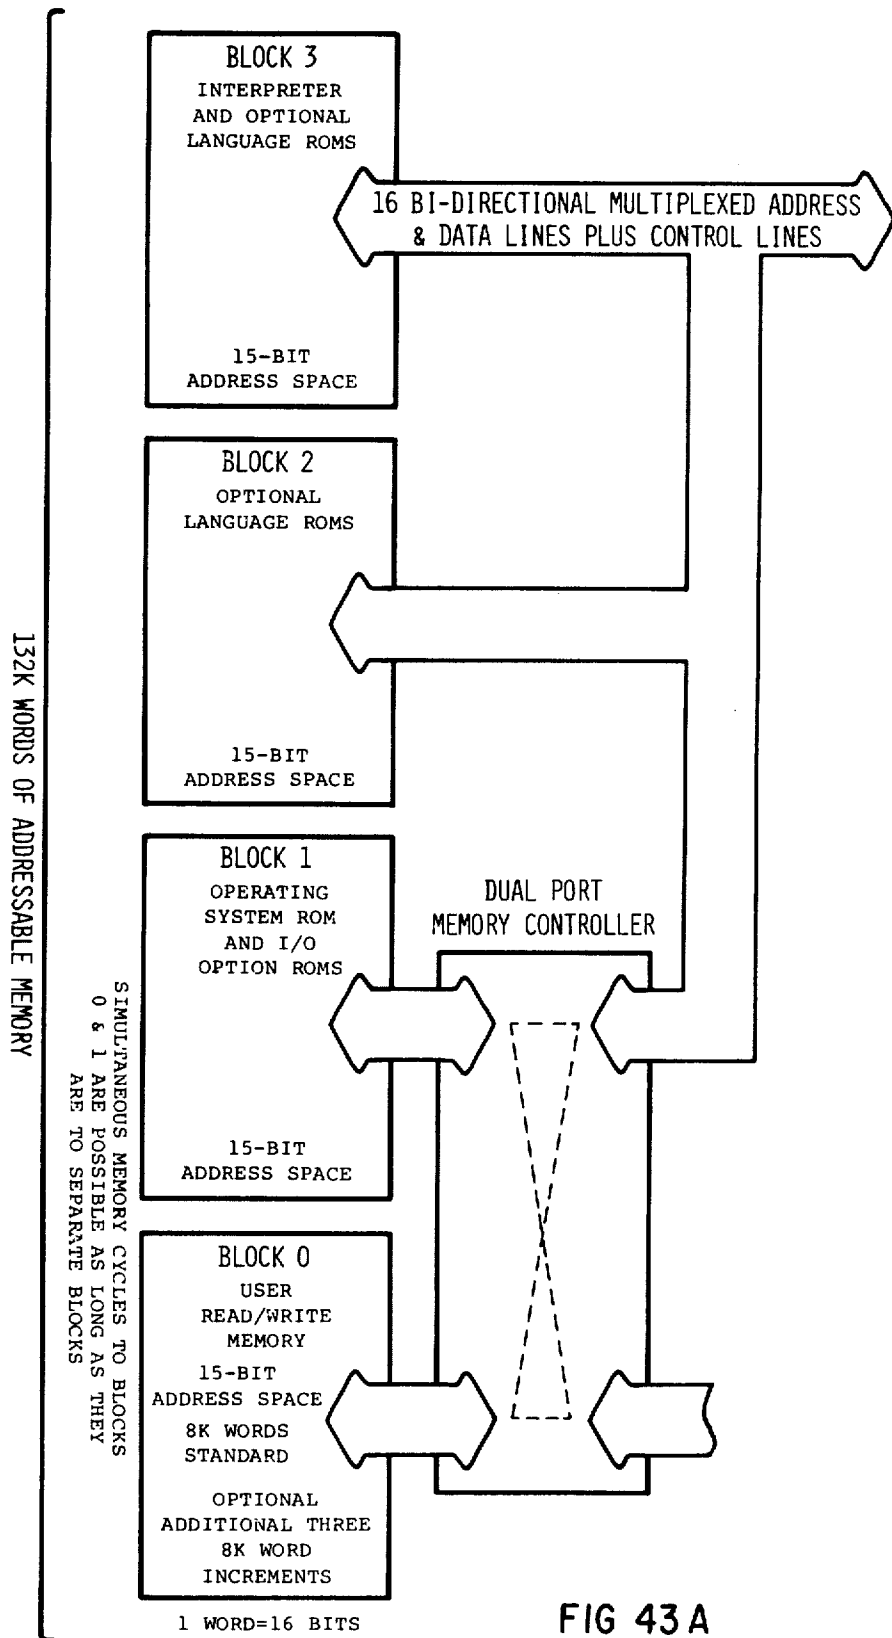 BLOCK 3
INTERPRETER
AND OPTIONAL
LANGUAGE ROMS
16 BI-DIRECTIONAL MULTIPLEXED ADDRESS
& DATA LINES PLUS CONTROL LINES
15-BIT
ADDRESS SPACE
BLOCK 2
OPTIONAL
LANGUAGE ROMS
15-BIT
ADDRESS SPACE
BLOCK 1
OPERATING
SYSTEM ROM
AND I/O
OPTION ROMS
15-BIT
ADDRESS SPACE
DUAL PORT
MEMORY CONTROLLER
BLOCK 0
USER
READ/WRITE
MEMORY
15-BIT
ADDRESS SPACE
8K WORDS
STANDARD
OPTIONAL
ADDITIONAL THREE
8K WORD
INCREMENTS
1 WORD=16 BITS
132K WORDS OF ADDRESSABLE MEMORY
SIMULTANEOUS MEMORY CYCLES TO BLOCKS
0 & 1 ARE POSSIBLE AS LONG AS THEY
ARE TO SEPARATE BLOCKS
FIG 43A